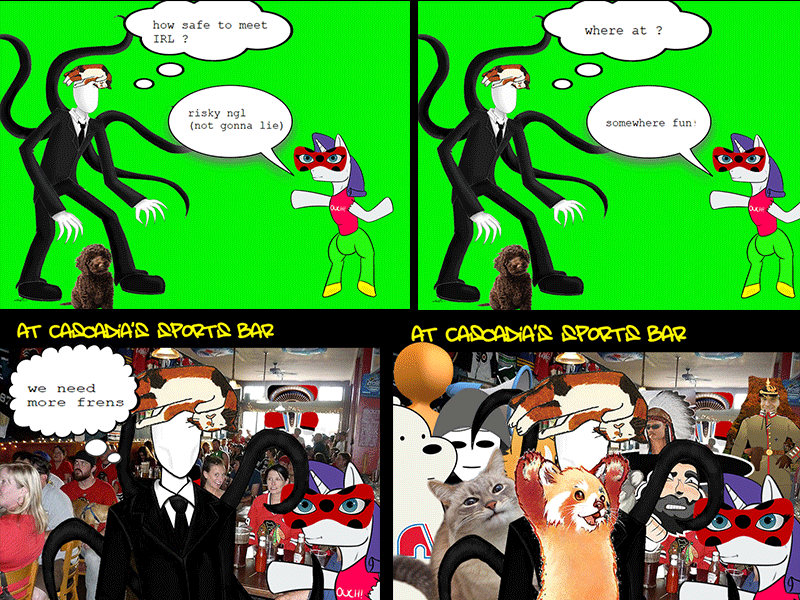 how safe to meet
IRL ?
risky ngl
(not gonna lie)
OUCH!
where at ?
somewhere fun!
OUCH!
AT CASCADIA'S SPORTS BAR
we need
more frens
OUCH!
AT CASCADIA'S SPORTS BAR